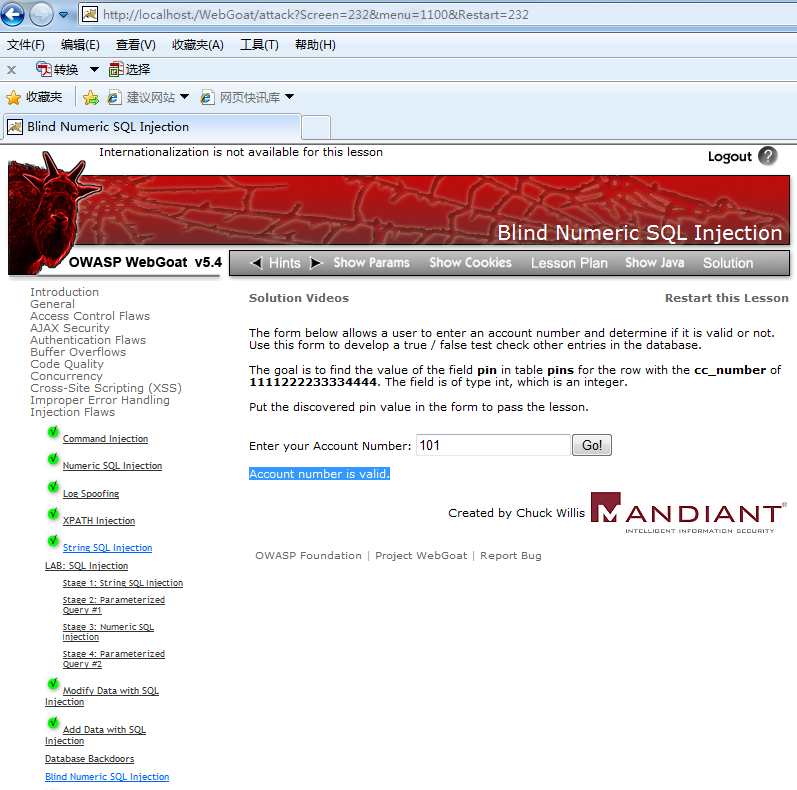 http://localhost./WebGoat/attack?Screen=232&menu=1100&Restart=232
文件(F) 编辑(E) 查看(V) 收藏夹(A) 工具(T) 帮助(H)
x 转换 选择
收藏夹 建议网站 网页快讯库
Blind Numeric SQL Injection
Internationalization is not available for this lesson
Logout ?
Blind Numeric SQL Injection
OWASP WebGoat v5.4
Hints Show Params Show Cookies Lesson Plan Show Java Solution
Introduction
General
Access Control Flaws
AJAX Security
Authentication Flaws
Buffer Overflows
Code Quality
Concurrency
Cross-Site Scripting (XSS)
Improper Error Handling
Injection Flaws
Command Injection
Numeric SQL Injection
Log Spoofing
XPATH Injection
String SQL Injection
LAB: SQL Injection
Stage 1: String SQL Injection
Stage 2: Parameterized
Query #1
Stage 3: Numeric SQL
Injection
Stage 4: Parameterized
Query #2
Modify Data with SQL
Injection
Add Data with SQL
Injection
Database Backdoors
Blind Numeric SQL Injection
Solution Videos
Restart this Lesson
The form below allows a user to enter an account number and determine if it is valid or not.
Use this form to develop a true / false test check other entries in the database.
The goal is to find the value of the field pin in table pins for the row with the cc_number of
1111222233334444. The field is of type int, which is an integer.
Put the discovered pin value in the form to pass the lesson.
Enter your Account Number: 101 Go!
Account number is valid.
Created by Chuck Willis
MANDIANT®
INTELLIGENT INFORMATION SECURITY
OWASP Foundation | Project WebGoat | Report Bug